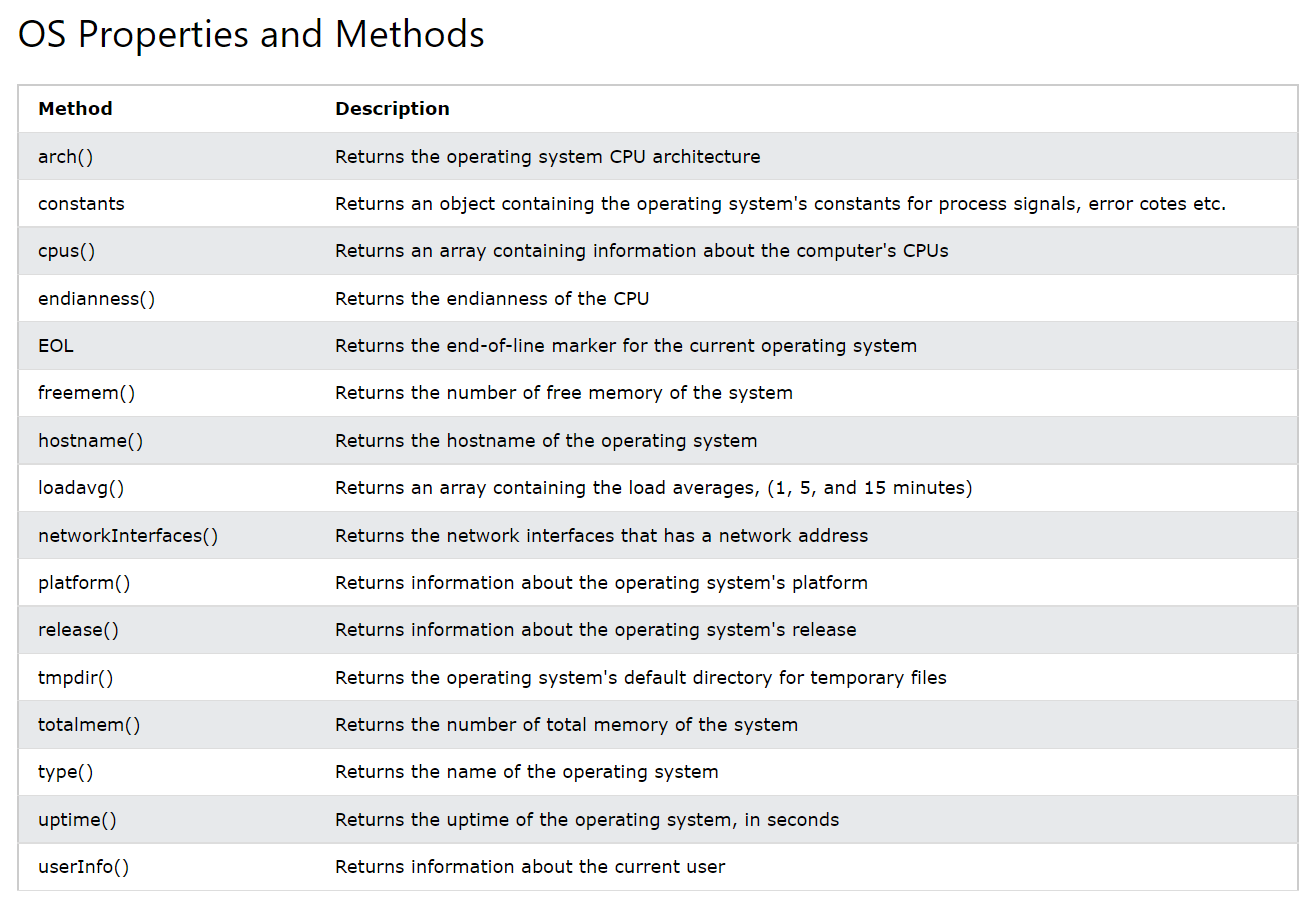 OS Properties and Methods
Method Description
arch() Returns the operating system CPU architecture
constants Returns an object containing the operating system's constants for process signals, error cotes etc.
cpus() Returns an array containing information about the computer's CPUs
endianness() Returns the endianness of the CPU
EOL Returns the end-of-line marker for the current operating system
freemem() Returns the number of free memory of the system
hostname() Returns the hostname of the operating system
loadavg() Returns an array containing the load averages, (1, 5, and 15 minutes)
networkInterfaces() Returns the network interfaces that has a network address
platform() Returns information about the operating system's platform
release() Returns information about the operating system's release
tmpdir() Returns the operating system's default directory for temporary files
totalmem() Returns the number of total memory of the system
type() Returns the name of the operating system
uptime() Returns the uptime of the operating system, in seconds
userInfo() Returns information about the current user